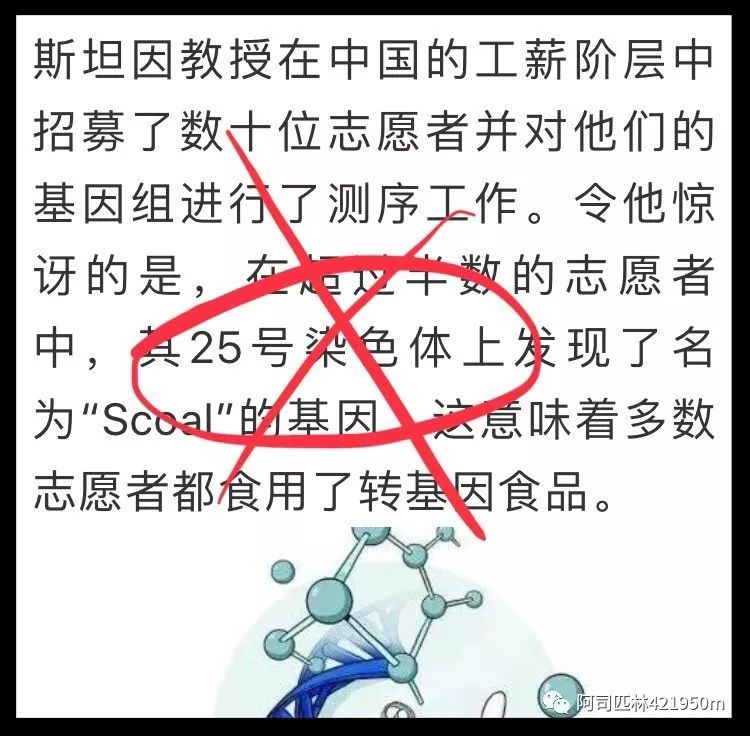 斯坦因教授在中国的工薪阶层中
招募了数十位志愿者并对他们的
基因组进行了测序工作。令他惊
讶的是，在超过半数的志愿者
中，其25号染色体上发现了名
为“Scoal”的基因，这意味着多数
志愿者都食用了转基因食品。
阿司匹林421950m